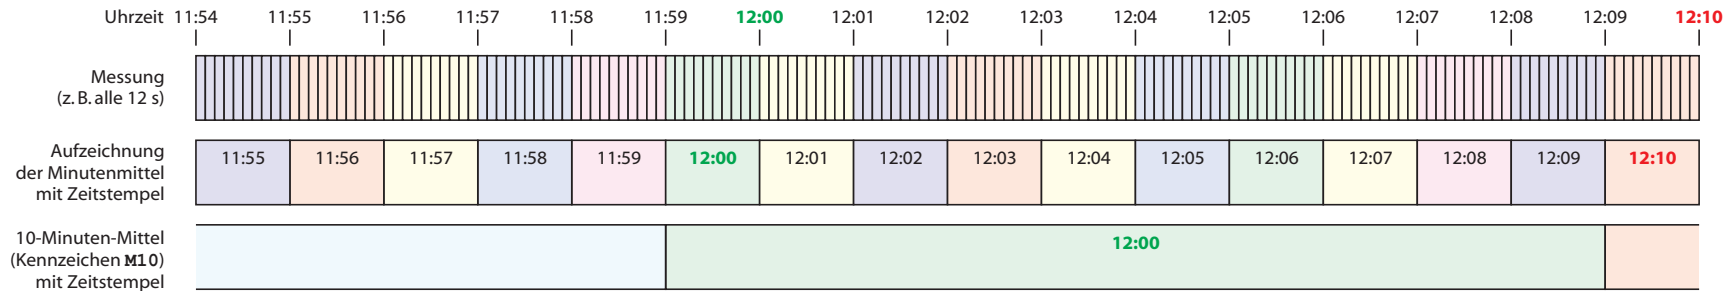 Uhrzeit 11:54 11:55 11:56 11:57 11:58 11:59 12:00 12:01 12:02 12:03 12:04 12:05 12:06 12:07 12:08 12:09 12:10
Messung
(z. B. alle 12 s)
Aufzeichnung
der Minutenmittel
mit Zeitstempel
11:55 11:56 11:57 11:58 11:59 12:00 12:01 12:02 12:03 12:04 12:05 12:06 12:07 12:08 12:09 12:10
10-Minuten-Mittel
(Kennzeichen M10)
mit Zeitstempel
12:00